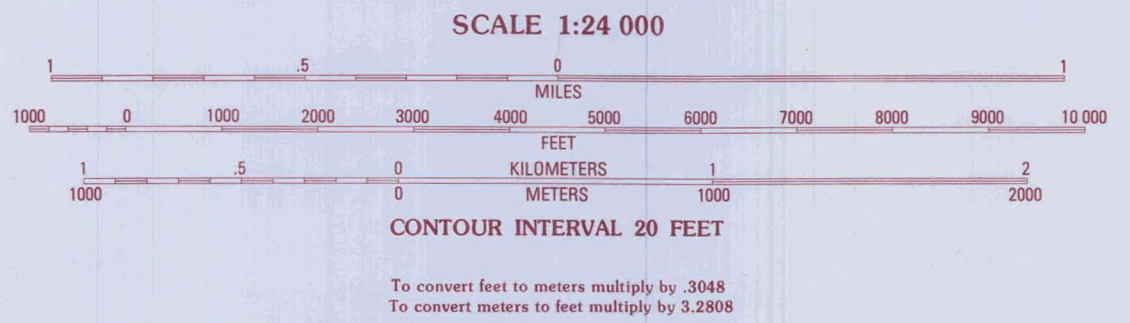 SCALE 1:24 000
1 .5 0 1
MILES
1000 0 1000 2000 3000 4000 5000 6000 7000 8000 9000 10 000
FEET
1 .5 0 KILOMETERS 1 2
1000 0 METERS 1000 2000
CONTOUR INTERVAL 20 FEET
To convert feet to meters multiply by .3048
To convert meters to feet multiply by 3.2808